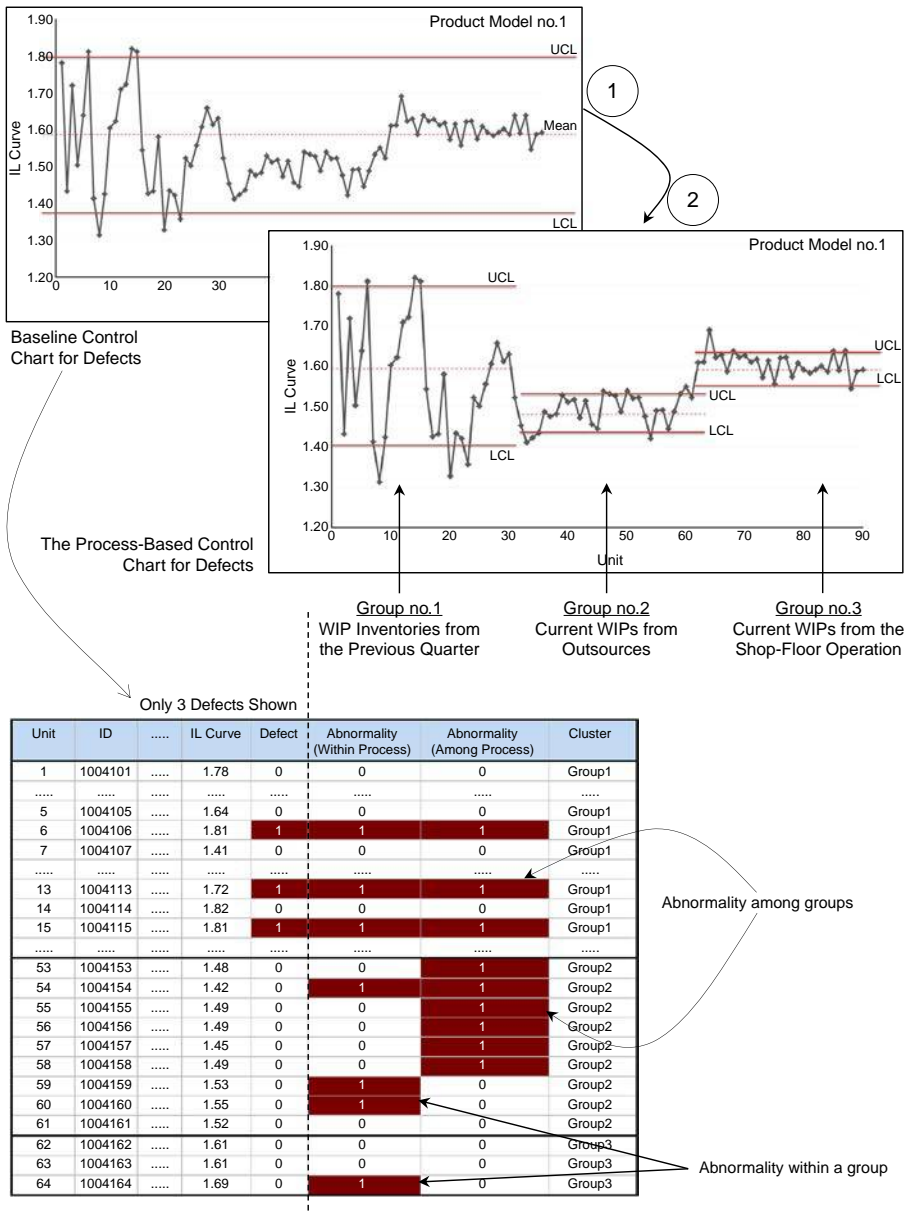 Product Model no.1
1.90
1.80
1.70
1.60
1.50
1.40
1.30
1.20
IL Curve
UCL
Mean
LCL
0 10 20 30
1
2
Baseline Control
Chart for Defects
Product Model no.1
1.90
1.80
1.70
1.60
1.50
1.40
1.30
1.20
IL Curve
UCL
LCL
UCL
LCL
UCL
LCL
0 10 20 30 40 50 60 70 80 90
Unit
The Process-Based Control
Chart for Defects
Group no.1
WIP Inventories from
the Previous Quarter
Group no.2
Current WIPs from
Outsources
Group no.3
Current WIPs from the
Shop-Floor Operation
Only 3 Defects Shown
Unit ID ..... IL Curve Defect Abnormality (Within Process) Abnormality (Among Process) Cluster
1 1004101 ..... 1.78 0 0 0 Group1
..... ..... ..... ..... ..... ..... ..... .....
5 1004105 ..... 1.64 0 0 0 Group1
6 1004106 ..... 1.81 1 1 1 Group1
7 1004107 ..... 1.41 0 0 0 Group1
..... ..... ..... ..... ..... ..... ..... .....
13 1004113 ..... 1.72 1 1 1 Group1
14 1004114 ..... 1.82 0 0 0 Group1
15 1004115 ..... 1.81 1 1 1 Group1
..... ..... ..... ..... ..... ..... ..... .....
53 1004153 ..... 1.48 0 0 1 Group2
54 1004154 ..... 1.42 0 1 1 Group2
55 1004155 ..... 1.49 0 0 1 Group2
56 1004156 ..... 1.49 0 0 1 Group2
57 1004157 ..... 1.45 0 0 1 Group2
58 1004158 ..... 1.49 0 0 1 Group2
59 1004159 ..... 1.53 0 1 0 Group2
60 1004160 ..... 1.55 0 1 0 Group2
61 1004161 ..... 1.52 0 0 0 Group2
62 1004162 ..... 1.61 0 0 0 Group3
63 1004163 ..... 1.61 0 0 0 Group3
64 1004164 ..... 1.69 0 1 0 Group3
Abnormality among groups
Abnormality within a group